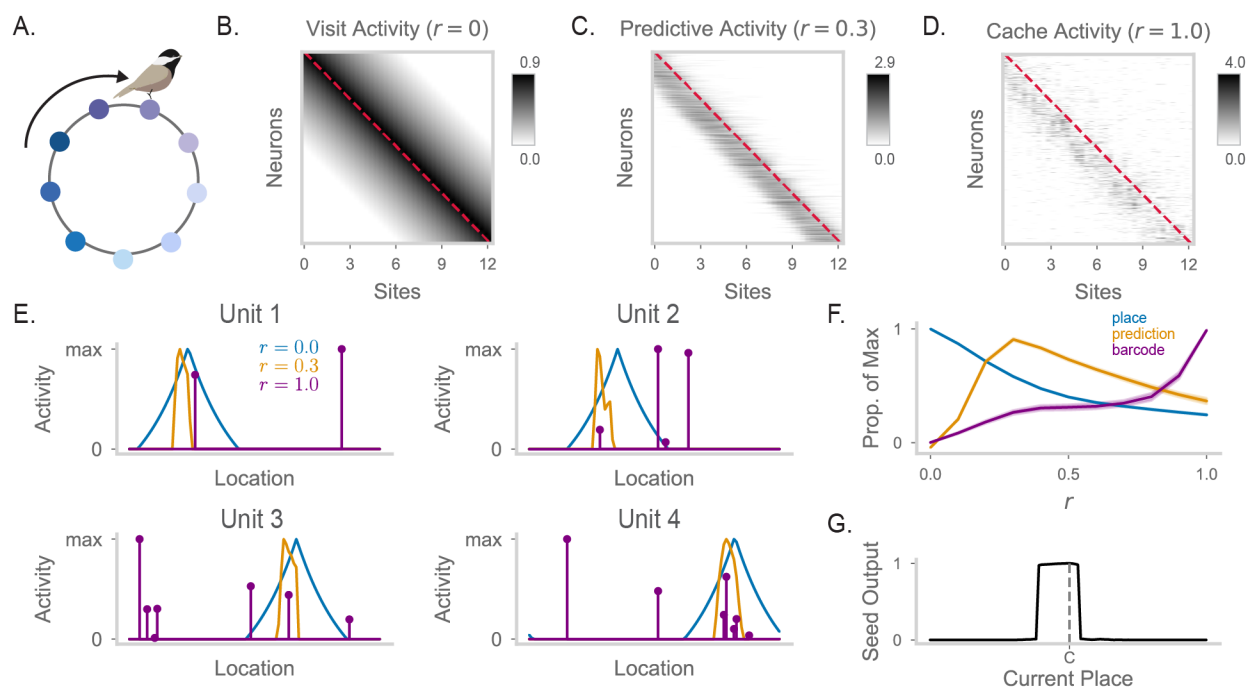 A.
B.
Visit Activity (r = 0)
Neurons
0.9
0.0
0 3 6 9 12
Sites
C.
Predictive Activity (r = 0.3)
Neurons
2.9
0.0
0 3 6 9 12
Sites
D.
Cache Activity (r = 1.0)
Neurons
4.0
0.0
0 3 6 9 12
Sites
E.
Unit 1
max
0
Activity
r = 0.0
r = 0.3
r = 1.0
Location
Unit 2
max
0
Activity
Location
Unit 3
max
0
Activity
Location
Unit 4
max
0
Activity
Location
F.
place
prediction
barcode
1
0
Prop. of Max
0.0 0.5 1.0
r
G.
1
0
Seed Output
C
Current Place